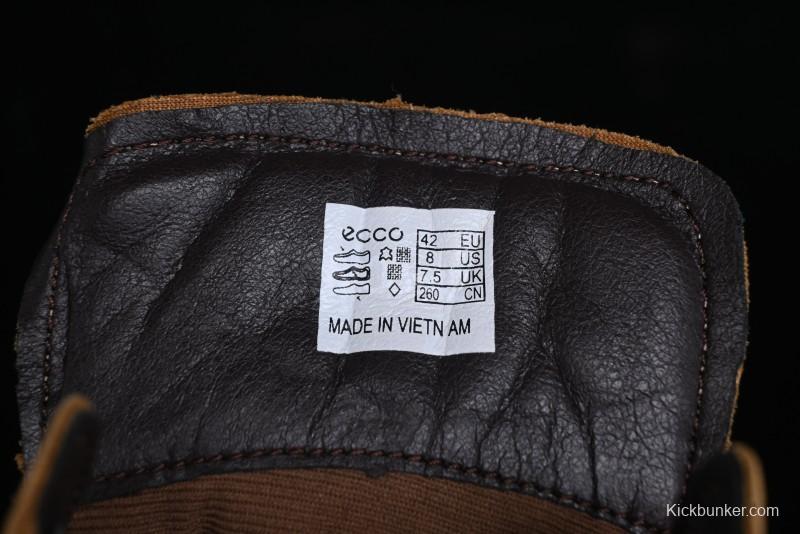 ecco
42 EU
8 US
7.5 UK
260 CN
MADE IN VIETN AM
Kickbunker.com